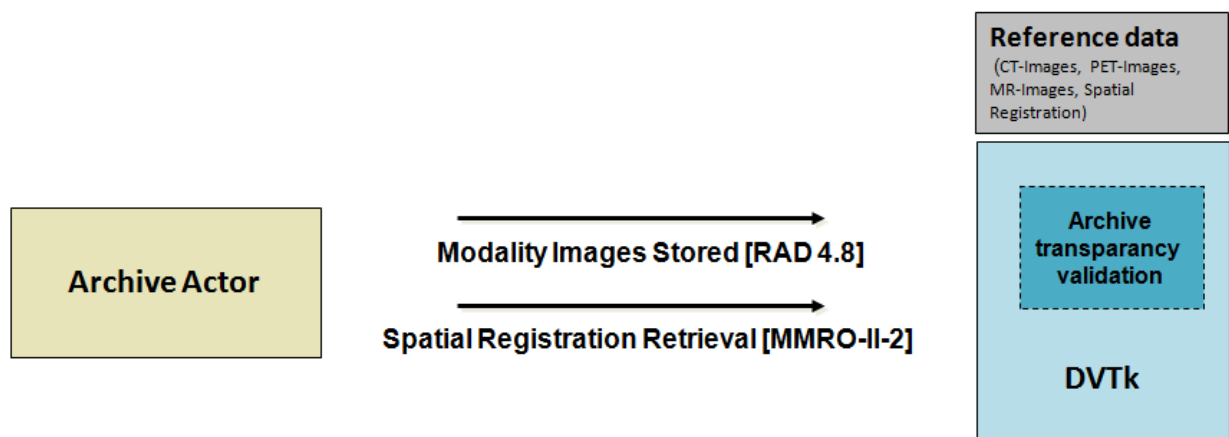 Reference data
(CT-Images, PET-Images,
MR-Images, Spatial
Registration)
Archive Actor
Modality Images Stored [RAD 4.8]
Spatial Registration Retrieval [MMRO-II-2]
Archive
transparancy
validation
DVTk